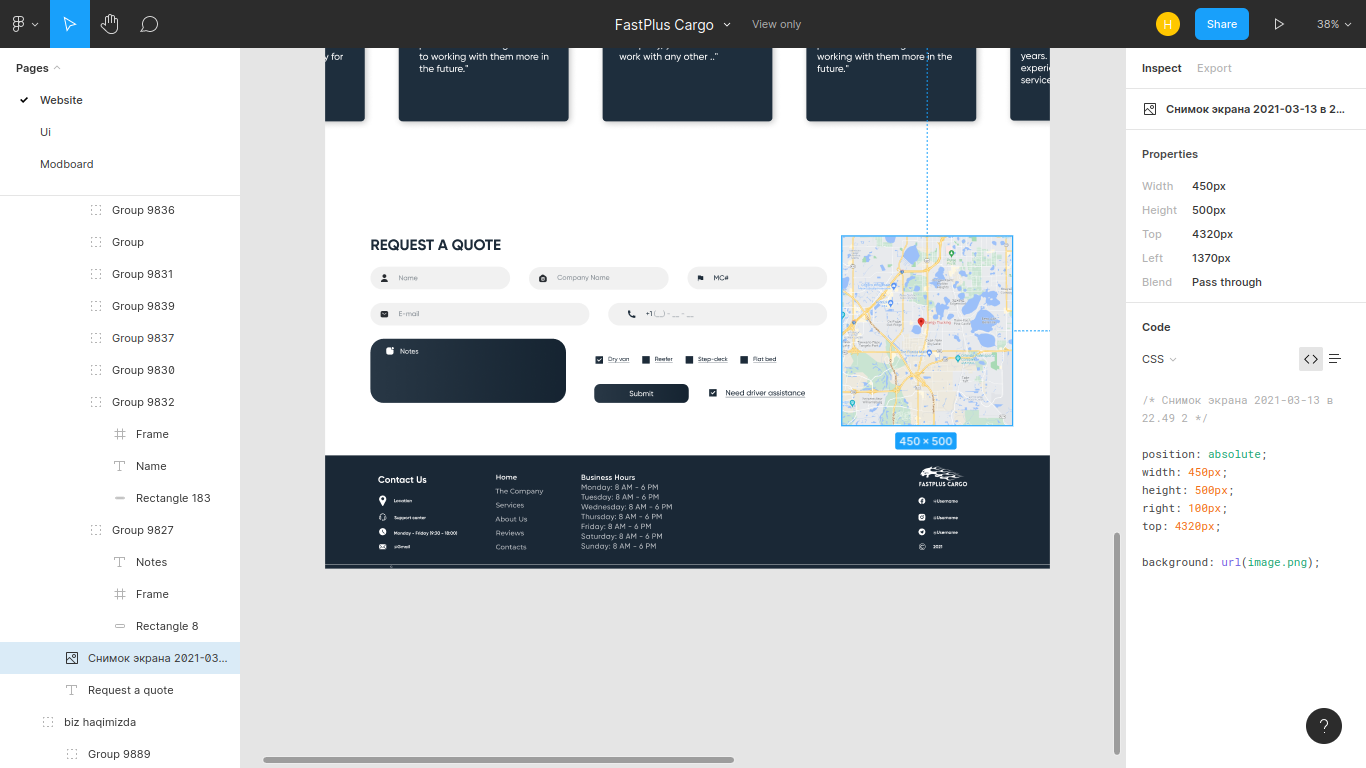 FastPlus Cargo
View only
H
Share
38%
Pages
Website
Ui
Modboard
Group 9836
Group
Group 9831
Group 9839
Group 9837
Group 9830
Group 9832
Frame
Name
Rectangle 183
Group 9827
Notes
Frame
Rectangle 8
Снимок экрана 2021-03...
Request a quote
biz haqimizda
Group 9889
y for
to working with them more in
the future."
work with any other .."
working with them more in the
future."
years.
experi
service
REQUEST A QUOTE
Name
Company Name
MC#
E-mail
+1 (__) - __ - __
Notes
Dry van
Reefer
Step-deck
Flat bed
Submit
Need driver assistance
450 × 500
Contact Us
Location
Support center
Monday - Friday (9:30 - 18:00)
@Gmail
Home
The Company
Services
About Us
Reviews
Contacts
Business Hours
Monday: 8 AM – 6 PM
Tuesday: 8 AM – 6 PM
Wednesday: 8 AM – 6 PM
Thursday: 8 AM – 6 PM
Friday: 8 AM – 6 PM
Saturday: 8 AM – 6 PM
Sunday: 8 AM – 6 PM
FASTPLUS CARGO
@Username
@Username
@Username
2021
Inspect
Export
Снимок экрана 2021-03-13 в 2...
Properties
Width 450px
Height 500px
Top 4320px
Left 1370px
Blend Pass through
Code
CSS
/* Снимок экрана 2021-03-13 в
22.49 2 */
position: absolute;
width: 450px;
height: 500px;
right: 100px;
top: 4320px;
background: url(image.png);
?